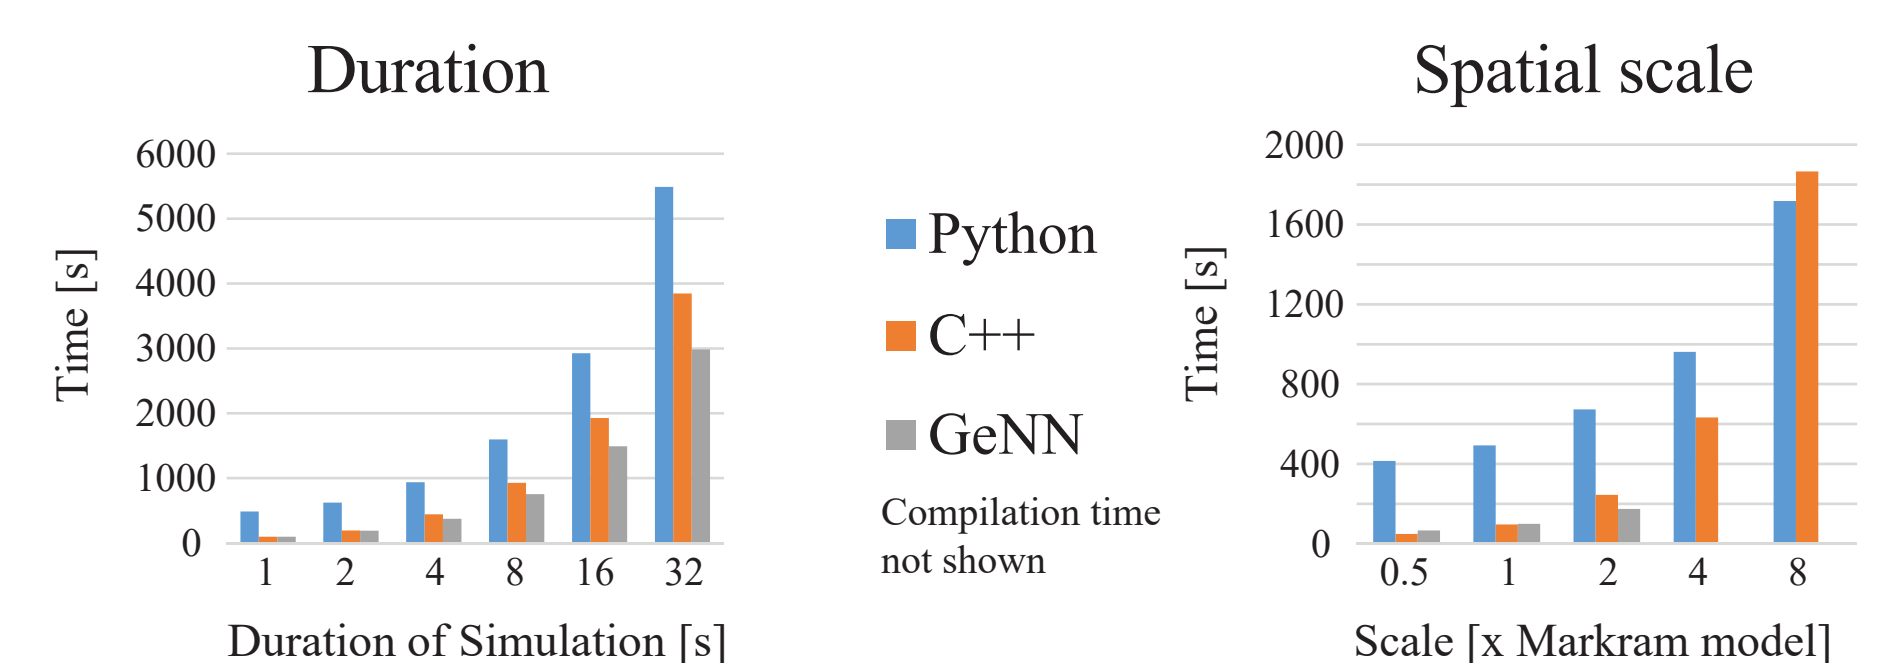 Duration
6000
5000
4000
3000
2000
1000
0
Time [s]
1 2 4 8 16 32
Duration of Simulation [s]
Python
C++
GeNN
Compilation time
not shown
Spatial scale
2000
1600
1200
800
400
0
Time [s]
0.5 1 2 4 8
Scale [x Markram model]